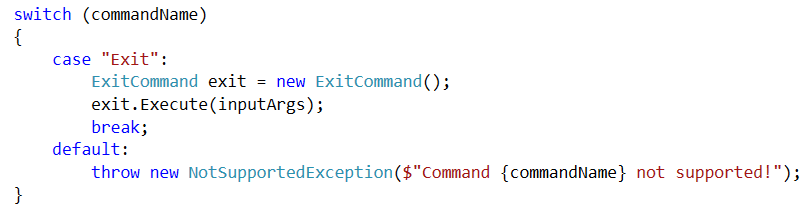 switch (commandName)
{
    case "Exit":
        ExitCommand exit = new ExitCommand();
        exit.Execute(inputArgs);
        break;
    default:
        throw new NotSupportedException($"Command {commandName} not supported!");
}